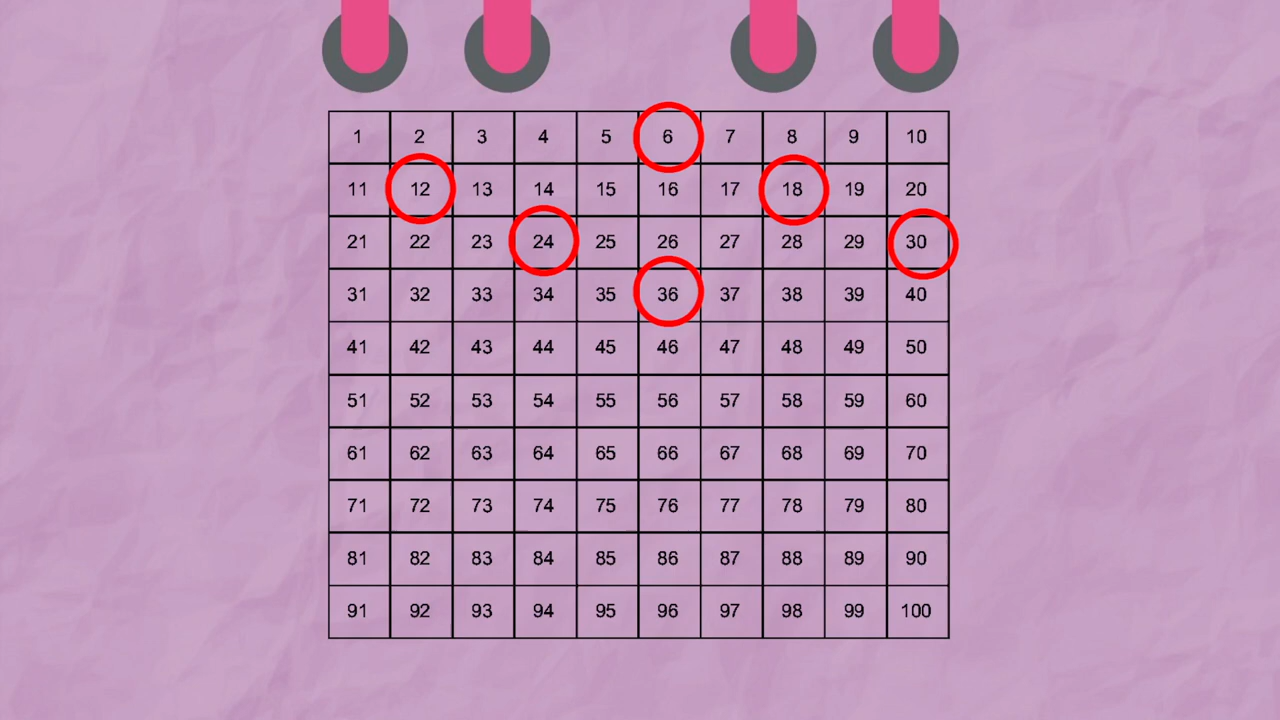 1 2 3 4 5 6 7 8 9 10
11 12 13 14 15 16 17 18 19 20
21 22 23 24 25 26 27 28 29 30
31 32 33 34 35 36 37 38 39 40
41 42 43 44 45 46 47 48 49 50
51 52 53 54 55 56 57 58 59 60
61 62 63 64 65 66 67 68 69 70
71 72 73 74 75 76 77 78 79 80
81 82 83 84 85 86 87 88 89 90
91 92 93 94 95 96 97 98 99 100